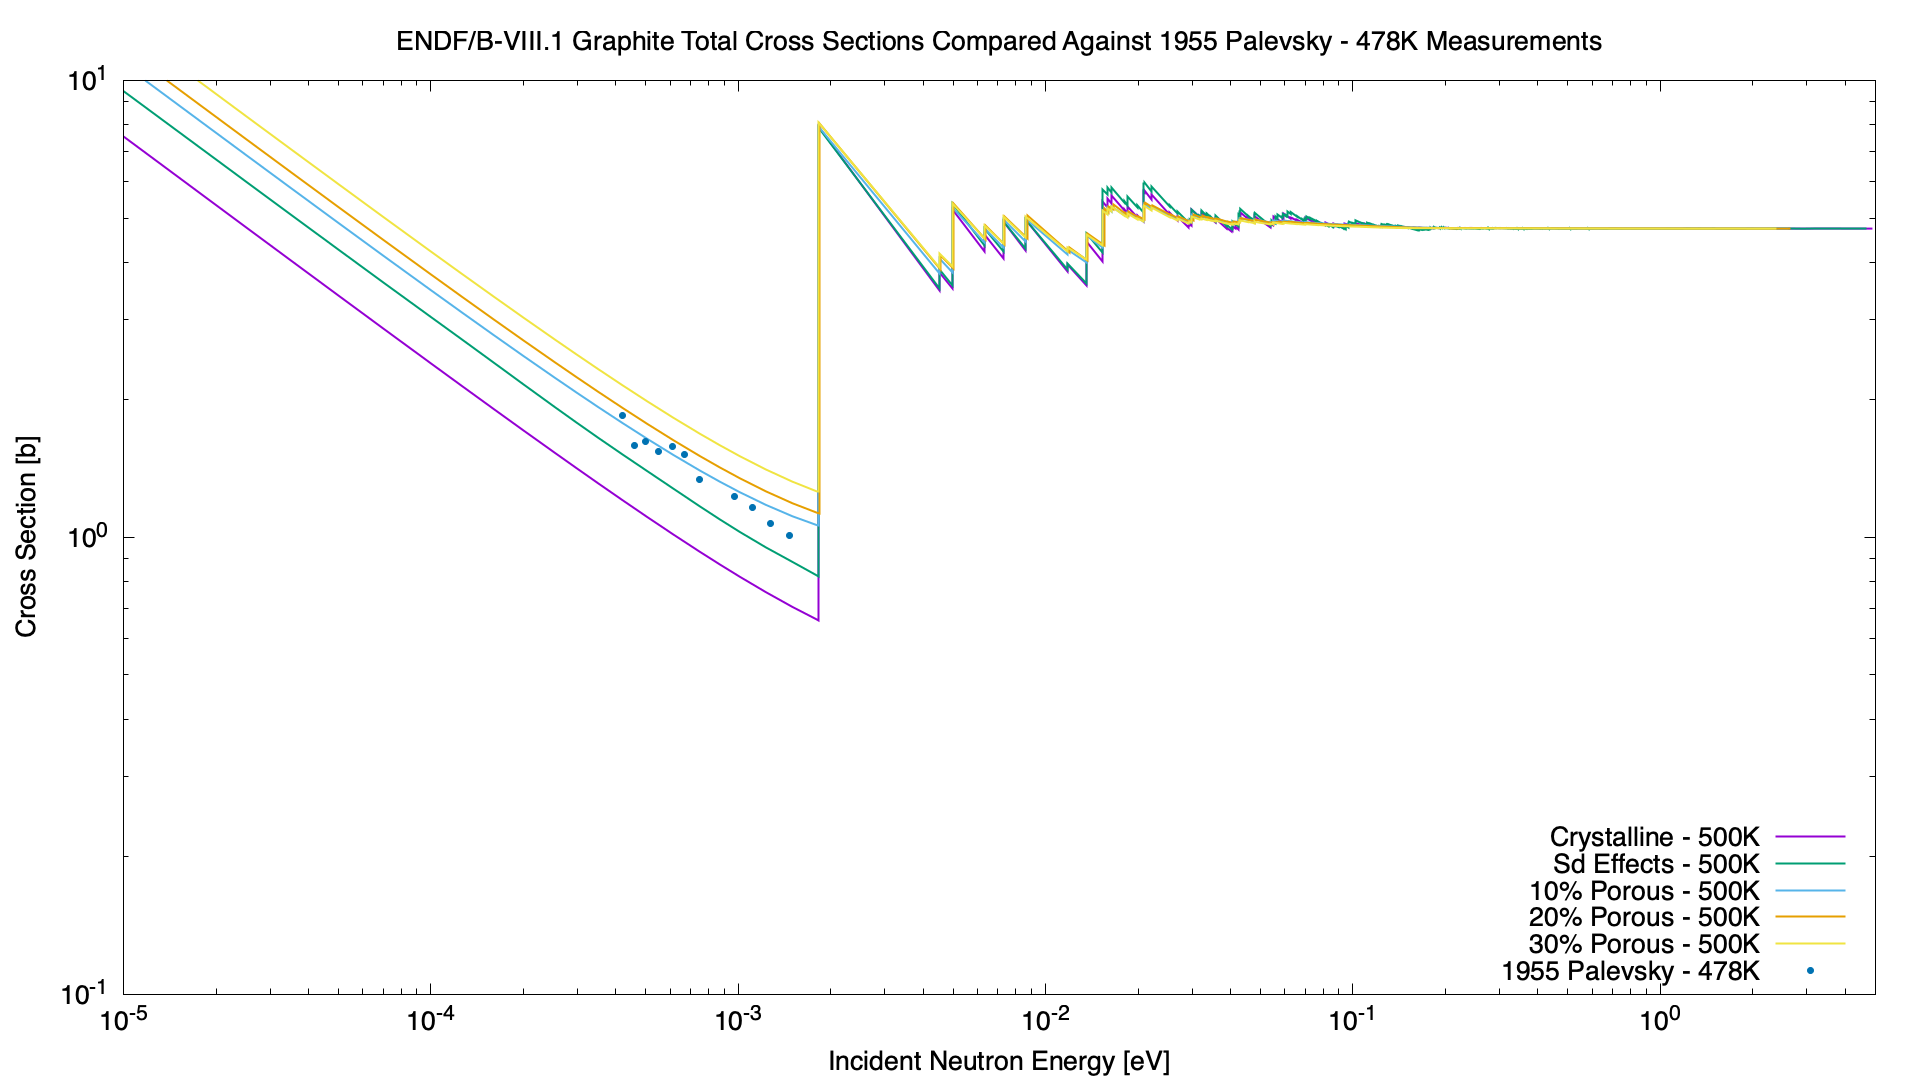 ENDF/B-VIII.1 Graphite Total Cross Sections Compared Against 1955 Palevsky - 478K Measurements
Cross Section [b]
10^1
10^0
10^-1
10^-5 10^-4 10^-3 10^-2 10^-1 10^0
Incident Neutron Energy [eV]
Crystalline - 500K
Sd Effects - 500K
10% Porous - 500K
20% Porous - 500K
30% Porous - 500K
1955 Palevsky - 478K